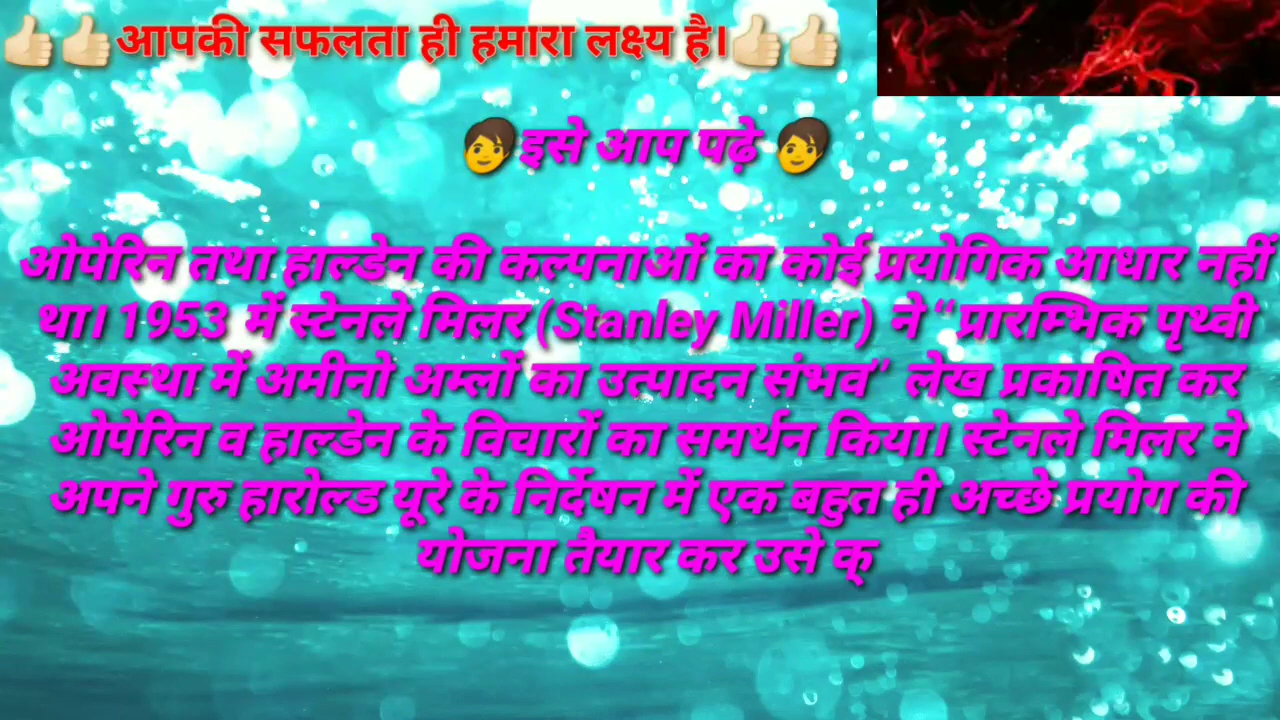 👍🏻👍🏻आपकी सफलता ही हमारा लक्ष्य है।👍🏻👍🏻
🧑इसे आप पढ़े 🧑
ओपेरिन तथा हाल्डेन की कल्पनाओं का कोई प्रयोगिक आधार नहीं
था। 1953 में स्टेनले मिलर (Stanley Miller) ने “प्रारम्भिक पृथ्वी
अवस्था में अमीनो अम्लों का उत्पादन संभव” लेख प्रकाषित कर
ओपेरिन व हाल्डेन के विचारों का समर्थन किया। स्टेनले मिलर ने
अपने गुरु हारोल्ड यूरे के निर्देषन में एक बहुत ही अच्छे प्रयोग की
योजना तैयार कर उसे क्